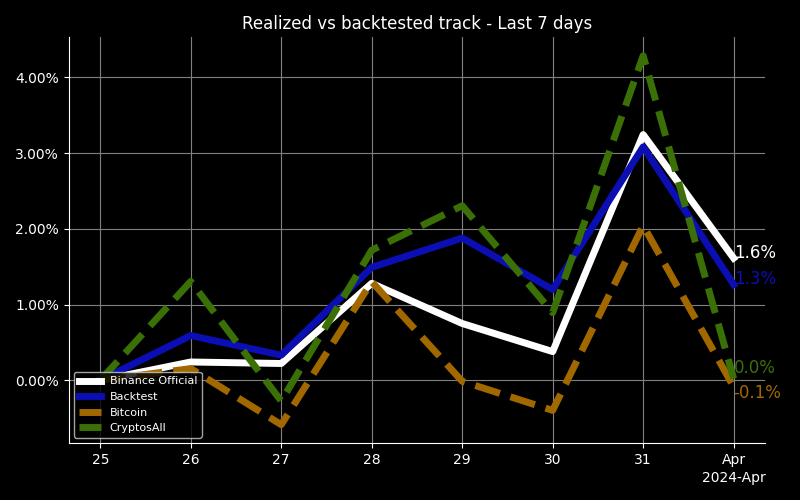 Realized vs backtested track - Last 7 days
4.00%
3.00%
2.00%
1.00%
0.00%
1.6%
1.3%
0.0%
-0.1%
Binance Official
Backtest
Bitcoin
CryptosAll
25 26 27 28 29 30 31 Apr
2024-Apr